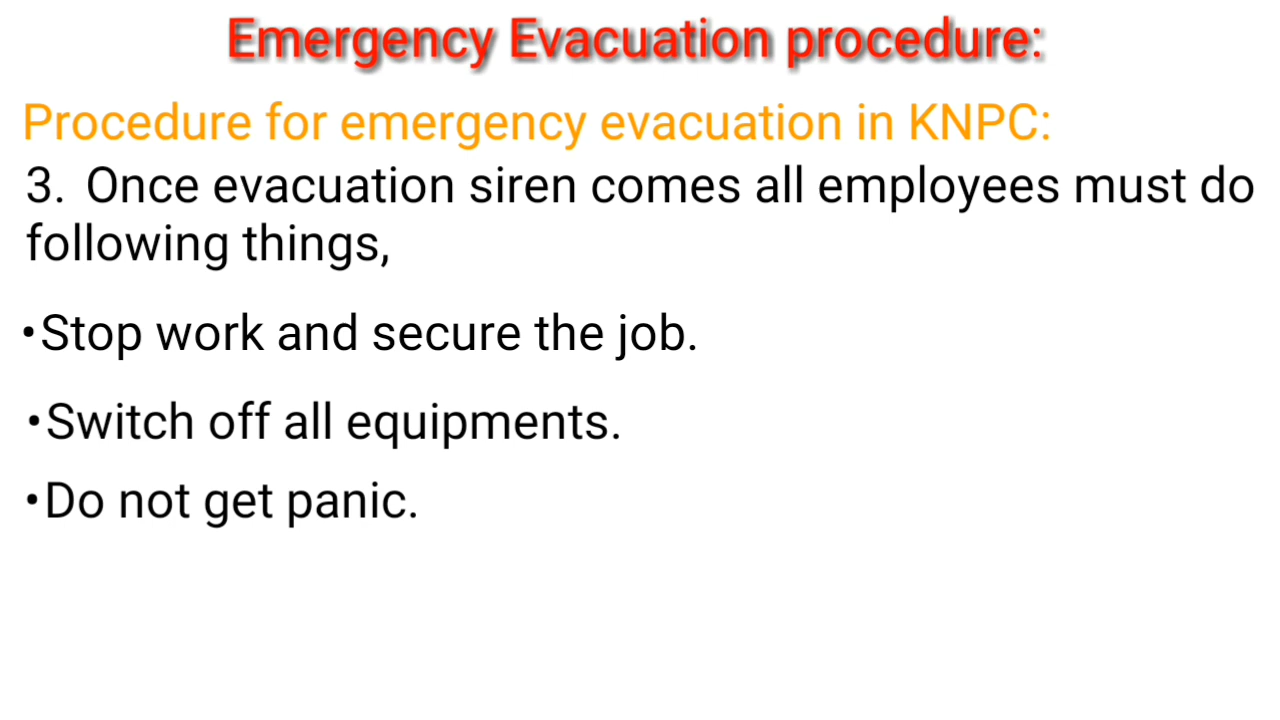 Emergency Evacuation procedure:
Procedure for emergency evacuation in KNPC:
3. Once evacuation siren comes all employees must do
following things,
•Stop work and secure the job.
•Switch off all equipments.
•Do not get panic.